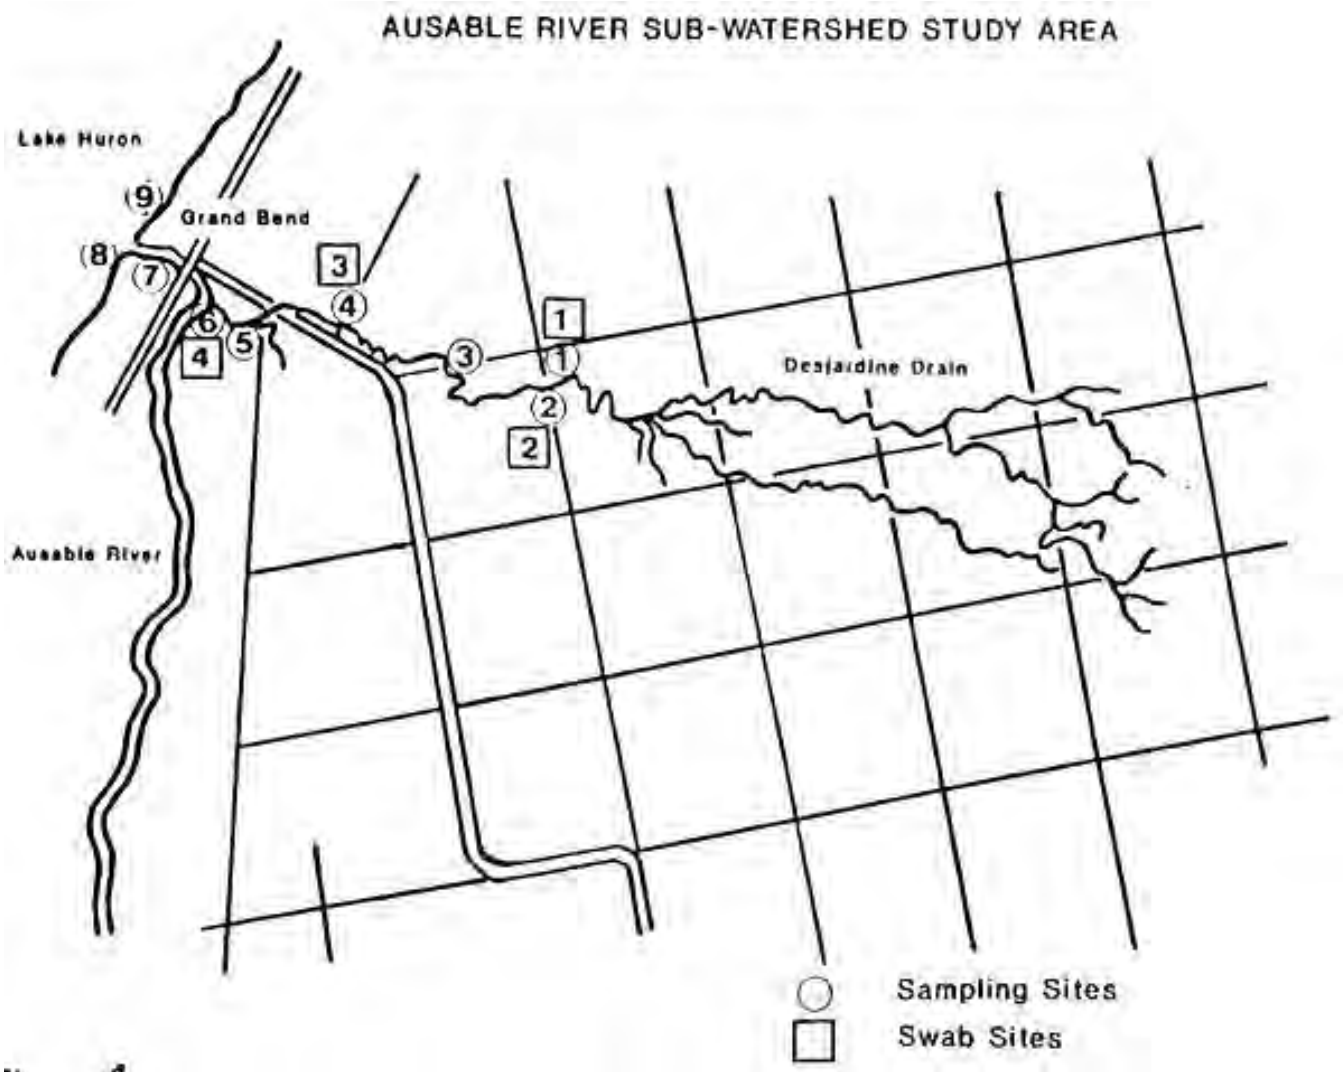 AUSABLE RIVER SUB-WATERSHED STUDY AREA
Lake Huron
9
Grand Bend
8
7
3
4
6
5
4
3
1
1
2
2
Desjardine Drain
Ausable River
Sampling Sites
Swab Sites